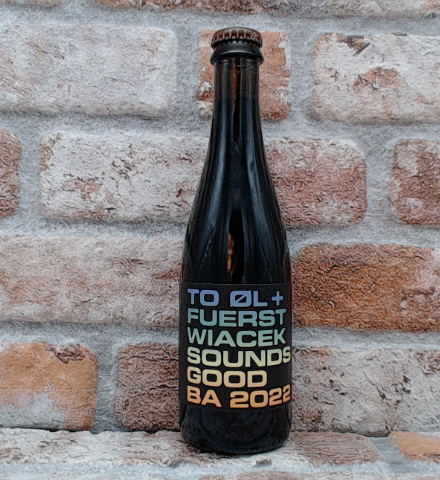 TO ØL +
FUERST
WIACEK
SOUNDS
GOOD
BA 2022